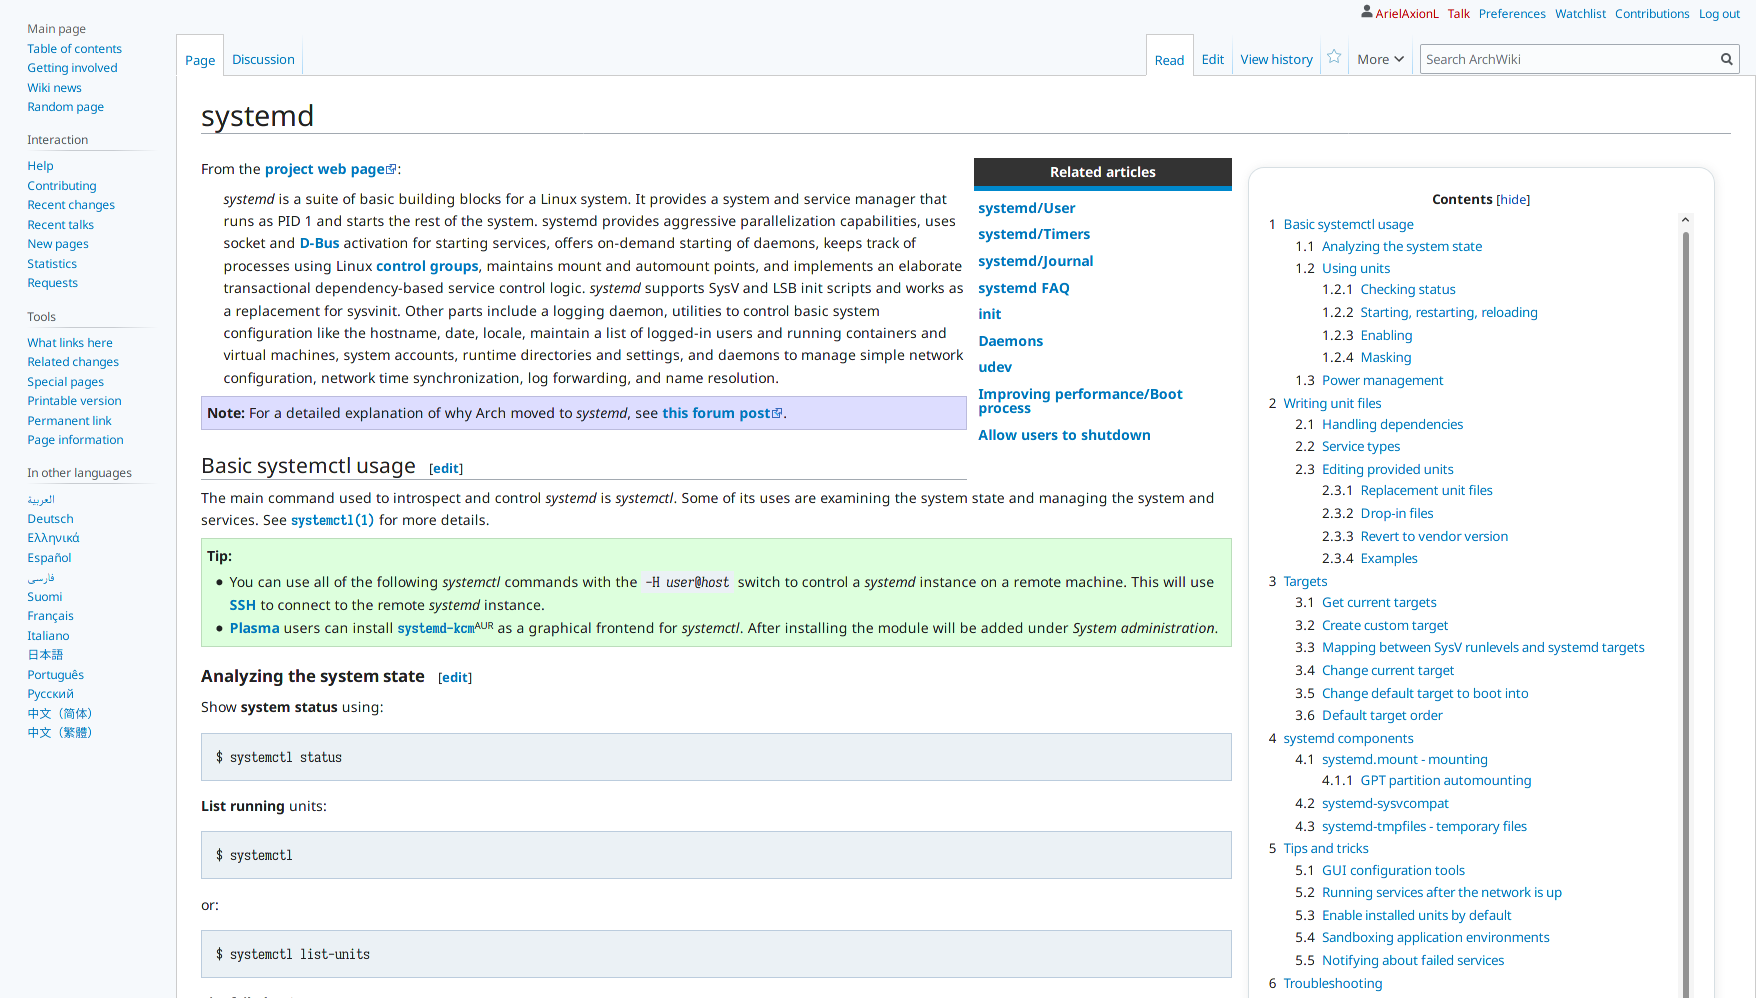 ArielAxionL Talk Preferences Watchlist Contributions Log out
Main page
Table of contents
Getting involved
Wiki news
Random page
Interaction
Help
Contributing
Recent changes
Recent talks
New pages
Statistics
Requests
Tools
What links here
Related changes
Special pages
Printable version
Permanent link
Page information
In other languages
العربية
Deutsch
Ελληνικά
Español
فارسی
Suomi
Français
Italiano
日本語
Português
Русский
中文（简体）
中文（繁體）
Page Discussion
Read Edit View history More Search ArchWiki
systemd
From the project web page:
systemd is a suite of basic building blocks for a Linux system. It provides a system and service manager that
runs as PID 1 and starts the rest of the system. systemd provides aggressive parallelization capabilities, uses
socket and D-Bus activation for starting services, offers on-demand starting of daemons, keeps track of
processes using Linux control groups, maintains mount and automount points, and implements an elaborate
transactional dependency-based service control logic. systemd supports SysV and LSB init scripts and works as
a replacement for sysvinit. Other parts include a logging daemon, utilities to control basic system
configuration like the hostname, date, locale, maintain a list of logged-in users and running containers and
virtual machines, system accounts, runtime directories and settings, and daemons to manage simple network
configuration, network time synchronization, log forwarding, and name resolution.
Note: For a detailed explanation of why Arch moved to systemd, see this forum post.
Related articles
systemd/User
systemd/Timers
systemd/Journal
systemd FAQ
init
Daemons
udev
Improving performance/Boot
process
Allow users to shutdown
Basic systemctl usage [edit]
The main command used to introspect and control systemd is systemctl. Some of its uses are examining the system state and managing the system and
services. See systemctl(1) for more details.
Tip:
• You can use all of the following systemctl commands with the -H user@host switch to control a systemd instance on a remote machine. This will use
SSH to connect to the remote systemd instance.
• Plasma users can install systemd-kcmAUR as a graphical frontend for systemctl. After installing the module will be added under System administration.
Analyzing the system state [edit]
Show system status using:
$ systemctl status
List running units:
$ systemctl
or:
$ systemctl list-units
Contents [hide]
1 Basic systemctl usage
1.1 Analyzing the system state
1.2 Using units
1.2.1 Checking status
1.2.2 Starting, restarting, reloading
1.2.3 Enabling
1.2.4 Masking
1.3 Power management
2 Writing unit files
2.1 Handling dependencies
2.2 Service types
2.3 Editing provided units
2.3.1 Replacement unit files
2.3.2 Drop-in files
2.3.3 Revert to vendor version
2.3.4 Examples
3 Targets
3.1 Get current targets
3.2 Create custom target
3.3 Mapping between SysV runlevels and systemd targets
3.4 Change current target
3.5 Change default target to boot into
3.6 Default target order
4 systemd components
4.1 systemd.mount - mounting
4.1.1 GPT partition automounting
4.2 systemd-sysvcompat
4.3 systemd-tmpfiles - temporary files
5 Tips and tricks
5.1 GUI configuration tools
5.2 Running services after the network is up
5.3 Enable installed units by default
5.4 Sandboxing application environments
5.5 Notifying about failed services
6 Troubleshooting